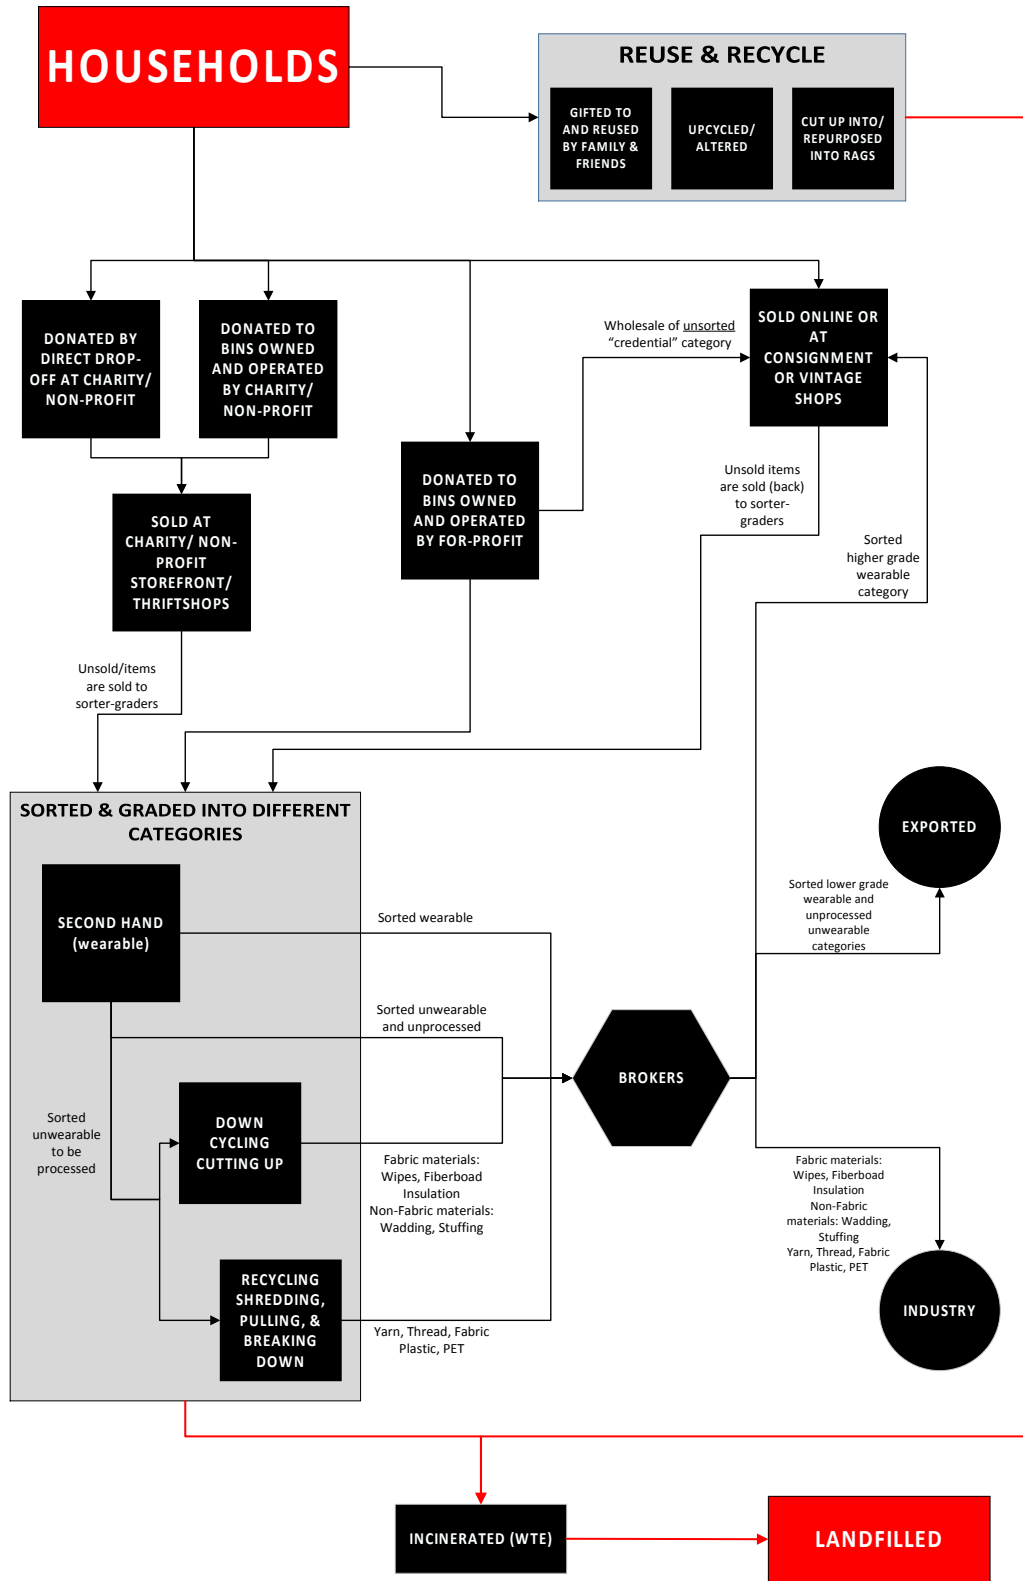 HOUSEHOLDS
REUSE & RECYCLE
GIFTED TO
AND REUSED
BY FAMILY &
FRIENDS
UPCYCLED/
ALTERED
CUT UP INTO/
REPURPOSED
INTO RAGS
DONATED BY
DIRECT DROP-
OFF AT CHARITY/
NON-PROFIT
DONATED TO
BINS OWNED
AND OPERATED
BY CHARITY/
NON-PROFIT
Wholesale of unsorted
“credential” category
SOLD ONLINE OR
AT
CONSIGNMENT
OR VINTAGE
SHOPS
DONATED TO
BINS OWNED
AND OPERATED
BY FOR-PROFIT
Unsold items
are sold (back)
to sorter-
graders
SOLD AT
CHARITY/ NON-
PROFIT
STOREFRONT/
THRIFTSHOPS
Sorted
higher grade
wearable
category
Unsold/items
are sold to
sorter-graders
SORTED & GRADED INTO DIFFERENT
CATEGORIES
EXPORTED
SECOND HAND
(wearable)
Sorted wearable
Sorted lower grade
wearable and
unprocessed
unwearable
categories
Sorted unwearable
and unprocessed
BROKERS
Sorted
unwearable
to be
processed
DOWN
CYCLING
CUTTING UP
Fabric materials:
Wipes, Fiberboad
Insulation
Non-Fabric materials:
Wadding, Stuffing
Fabric materials:
Wipes, Fiberboad
Insulation
Non-Fabric
materials: Wadding,
Stuffing
Yarn, Thread, Fabric
Plastic, PET
RECYCLING
SHREDDING,
PULLING, &
BREAKING
DOWN
Yarn, Thread, Fabric
Plastic, PET
INDUSTRY
INCINERATED (WTE)
LANDFILLED